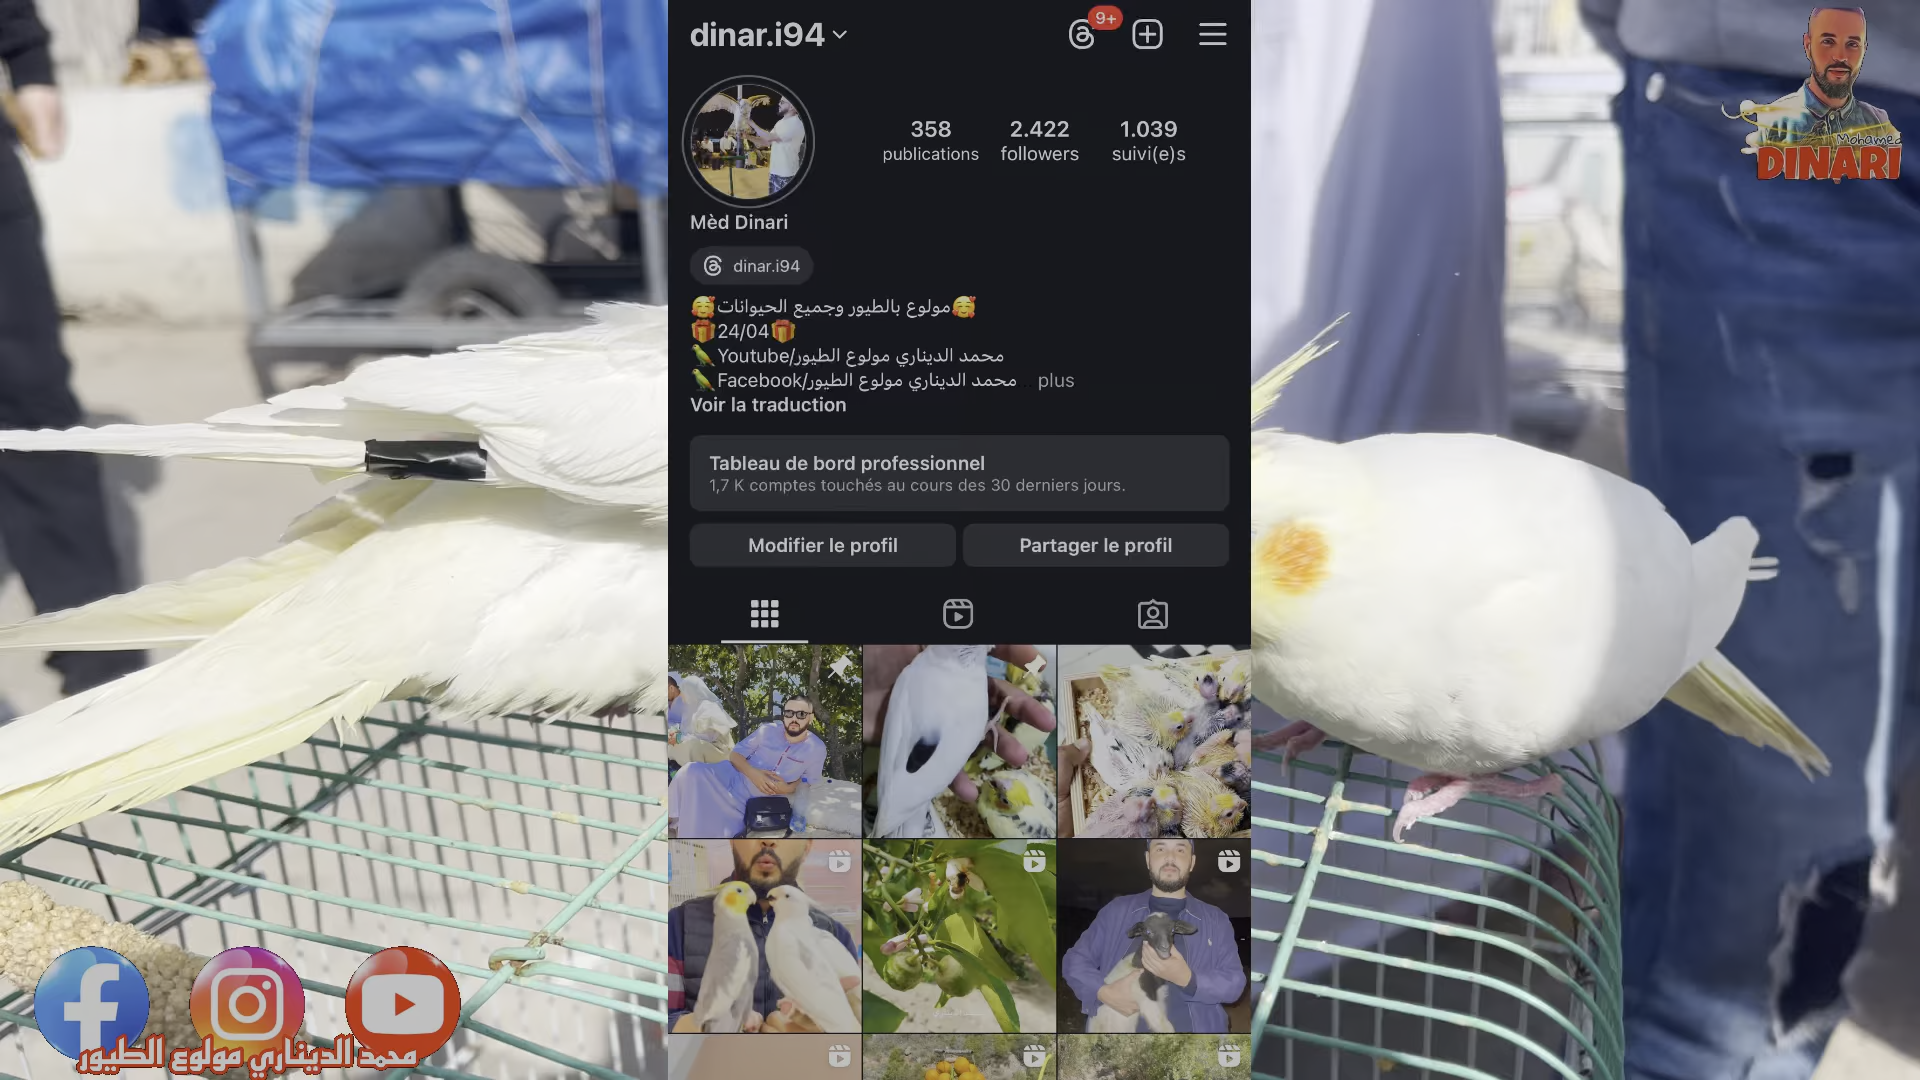 dinar.i94
9+
358
publications
2.422
followers
1.039
suivi(e)s
Mèd Dinari
dinar.i94
🥰مولوع بالطيور وجميع الحيوانات🥰
🎁24/04🎁
🦜Youtube/محمد الديناري مولوع الطيور
🦜Facebook/محمد الديناري مولوع الطيور ... plus
Voir la traduction
Tableau de bord professionnel
1,7 K comptes touchés au cours des 30 derniers jours.
Modifier le profil
Partager le profil
Mohamed
DINARI
محمد الديناري مولوع الطيور